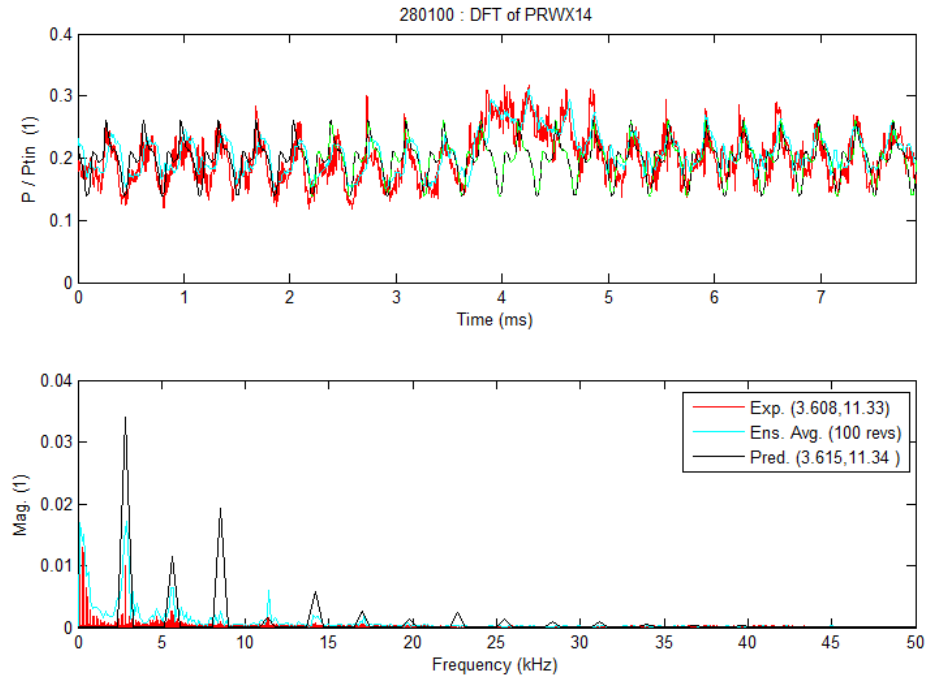 280100 : DFT of PRWX14
0.4
0.3
0.2
0.1
0
P / Ptin (1)
0 1 2 3 4 5 6 7
Time (ms)
0.04
0.03
0.02
0.01
0
Mag. (1)
Exp. (3.608,11.33)
Ens. Avg. (100 revs)
Pred. (3.615,11.34 )
0 5 10 15 20 25 30 35 40 45 50
Frequency (kHz)